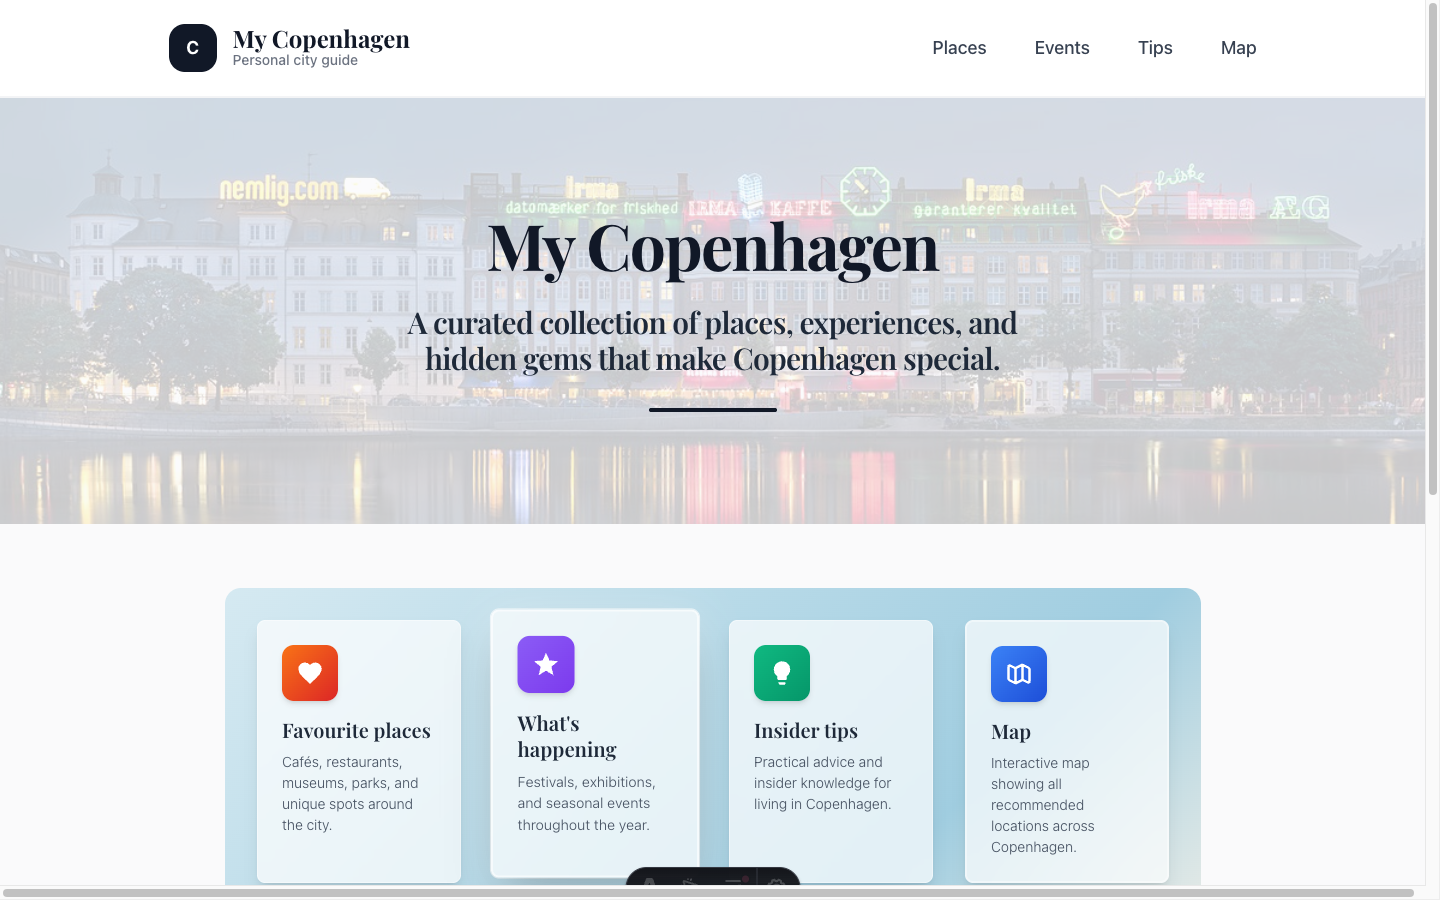 C
My Copenhagen
Personal city guide
Places
Events
Tips
Map
nemlig.com
Irma
datomærker for friskhed
IRMA KAFFE
Irma
garanterer kvalitet
friske
Irma ÆG
My Copenhagen
A curated collection of places, experiences, and
hidden gems that make Copenhagen special.
Favourite places
Cafés, restaurants,
museums, parks, and
unique spots around
the city.
What's
happening
Festivals, exhibitions,
and seasonal events
throughout the year.
Insider tips
Practical advice and
insider knowledge for
living in Copenhagen.
Map
Interactive map
showing all
recommended
locations across
Copenhagen.